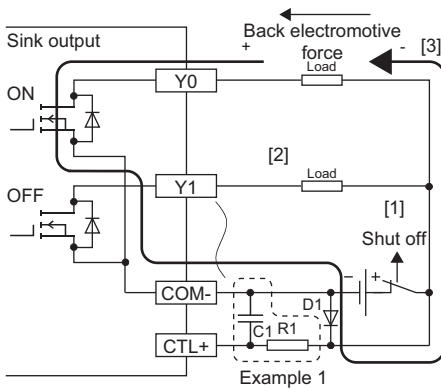 Back electromotive
force
+
-
[3]
Sink output
Load
Y0
ON
[2]
Load
OFF
Y1
[1]
Shut off
COM-
- +
D1
C1
R1
CTL+
Example 1